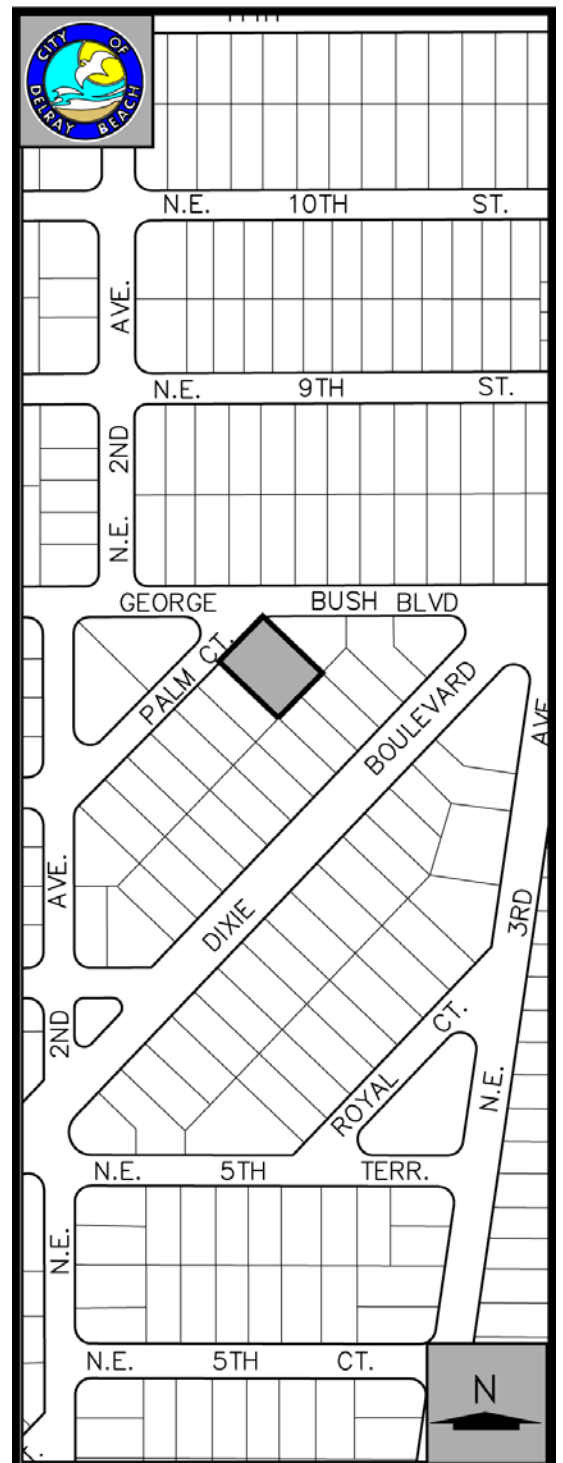 CITY OF
DELRAY BEACH
N.E. 10TH ST.
AVE.
N.E. 9TH ST.
N.E. 2ND
GEORGE BUSH BLVD
PALM CT.
BOULEVARD
AVE
AVE.
3RD
DIXIE
2ND
ROYAL CT.
N.E.
N.E. 5TH TERR.
N.E.
N.E. 5TH CT.
N